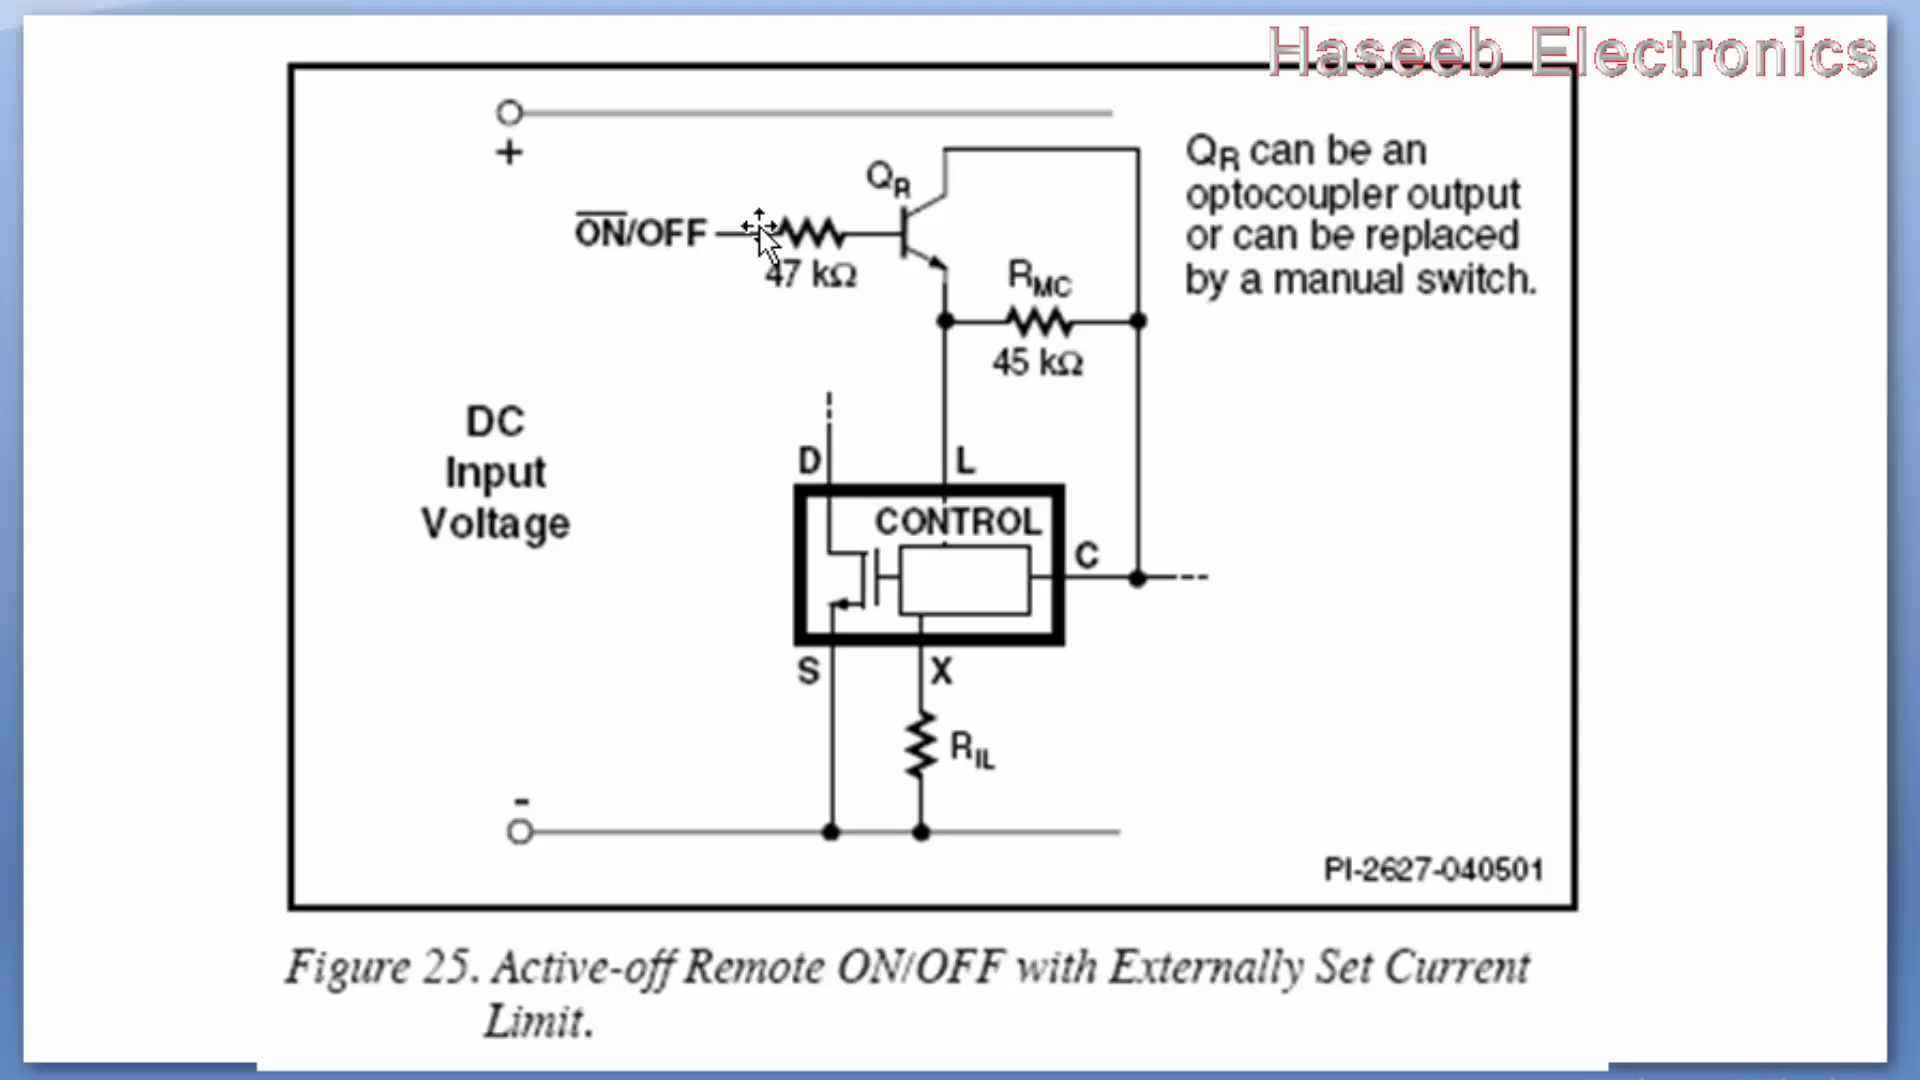 Haseeb Electronics
+
QR
QR can be an
optocoupler output
or can be replaced
by a manual switch.
ON/OFF
47 kΩ
RMC
45 kΩ
DC
Input
Voltage
D
L
CONTROL
C
S
X
RIL
-
PI-2627-040501
Figure 25. Active-off Remote ON/OFF with Externally Set Current
Limit.